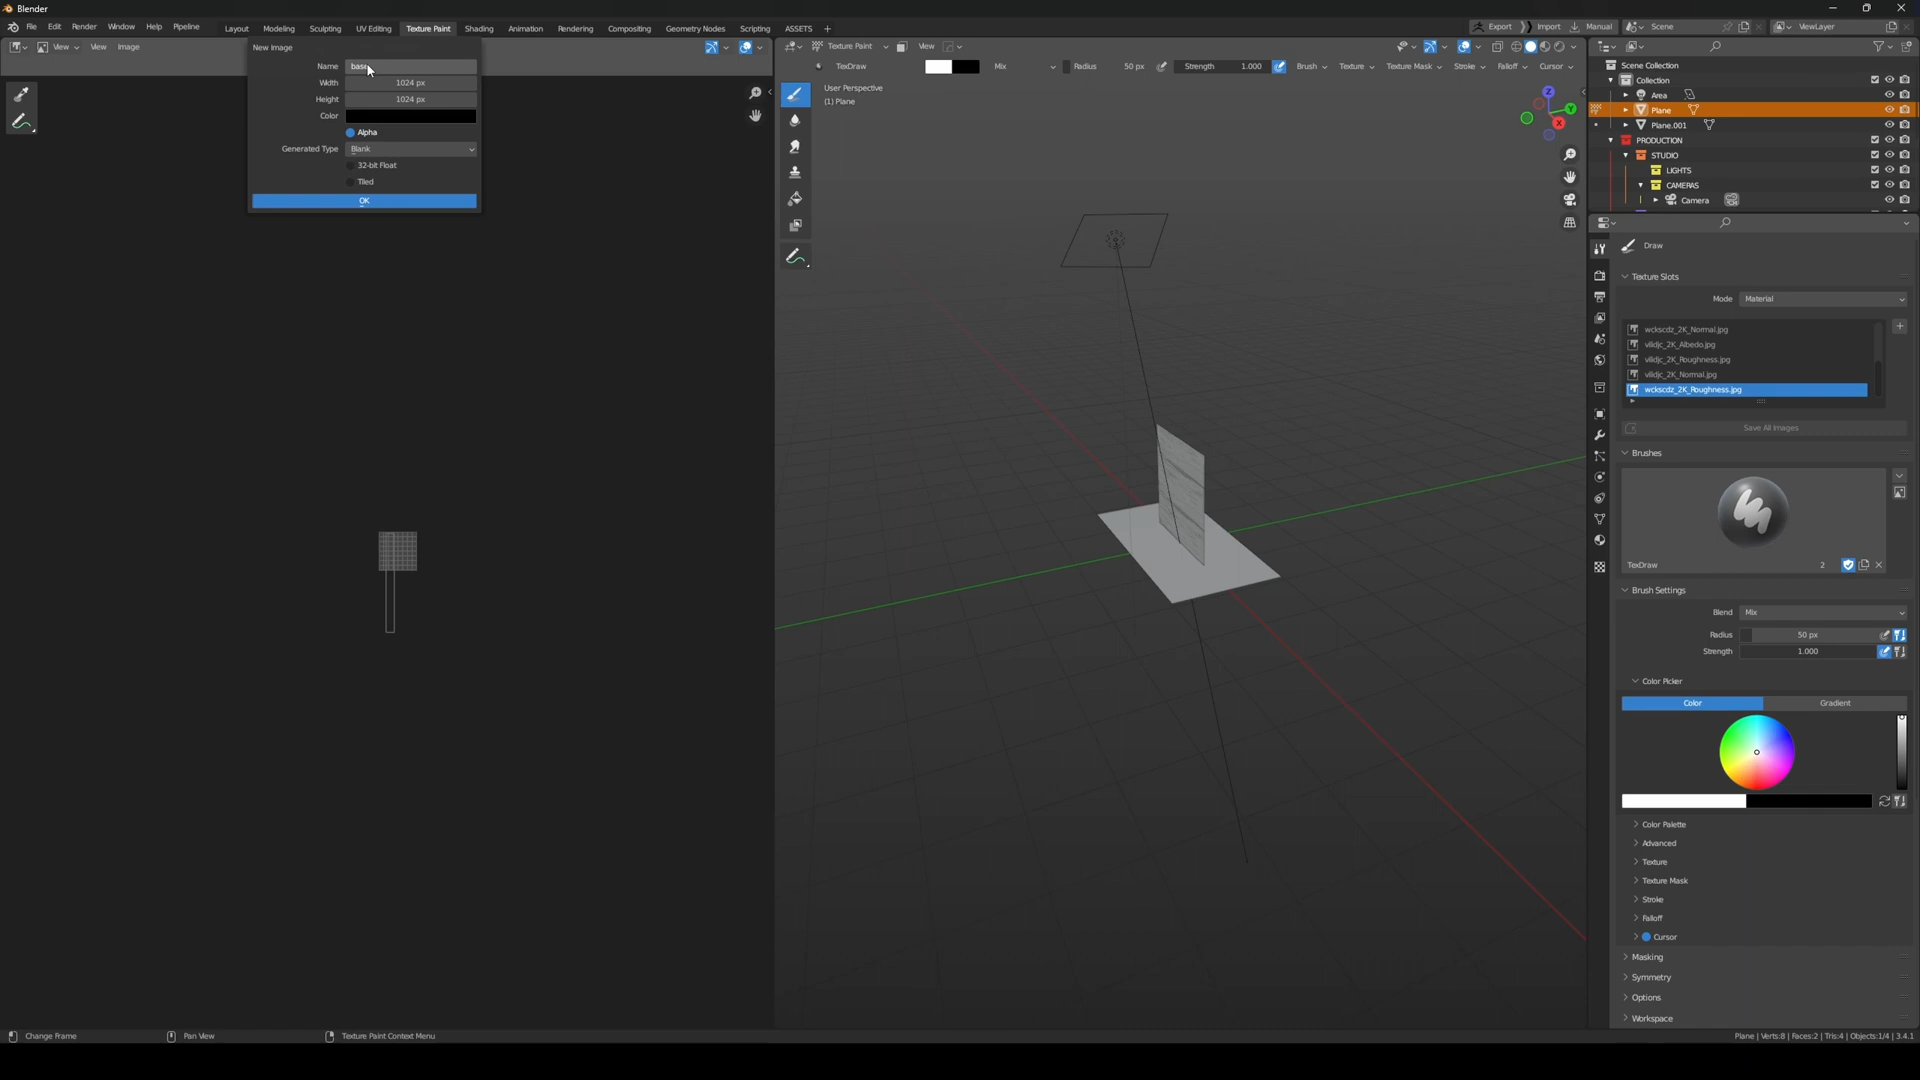 Blender
File Edit Render Window Help Pipeline Layout Modeling Sculpting UV Editing Texture Paint Shading Animation Rendering Compositing Geometry Nodes Scripting ASSETS + Export Import Manual Scene ViewLayer
View View Image
New Image
Name base
Width 1024 px
Height 1024 px
Color
Alpha
Generated Type Blank
32-bit Float
Tiled
OK
Texture Paint View
TexDraw Mix Radius 50 px Strength 1.000 Brush Texture Texture Mask Stroke Falloff Cursor
User Perspective
(1) Plane
Z
Y
X
Scene Collection
Collection
Area
Plane
Plane.001
PRODUCTION
STUDIO
LIGHTS
CAMERAS
Camera
Draw
Texture Slots
Mode Material
wckscdz_2K_Normal.jpg
vlildjc_2K_Albedo.jpg
vlildjc_2K_Roughness.jpg
vlildjc_2K_Normal.jpg
wckscdz_2K_Roughness.jpg
Save All Images
Brushes
TexDraw 2
Brush Settings
Blend Mix
Radius 50 px
Strength 1.000
Color Picker
Color Gradient
Color Palette
Advanced
Texture
Texture Mask
Stroke
Falloff
Cursor
Masking
Symmetry
Options
Workspace
Change Frame Pan View Texture Paint Context Menu Plane | Verts:8 | Faces:2 | Tris:4 | Objects:1/4 | 3.4.1